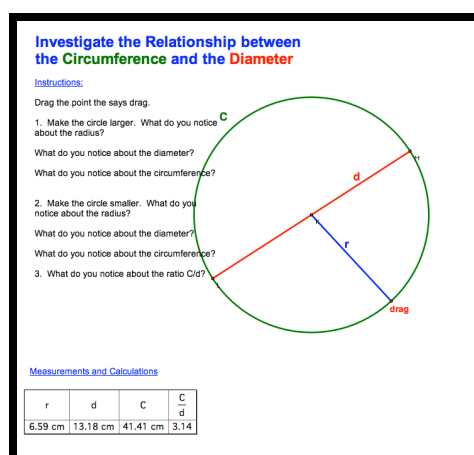 Investigate the Relationship between
the Circumference and the Diameter
Instructions:
Drag the point the says drag.
1. Make the circle larger. What do you notice
about the radius?
What do you notice about the diameter?
What do you notice about the circumference?
2. Make the circle smaller. What do you
notice about the radius?
What do you notice about the diameter?
What do you notice about the circumference?
3. What do you notice about the ratio C/d?
C
d
r
drag
Measurements and Calculations
r d C C/d
6.59 cm 13.18 cm 41.41 cm 3.14